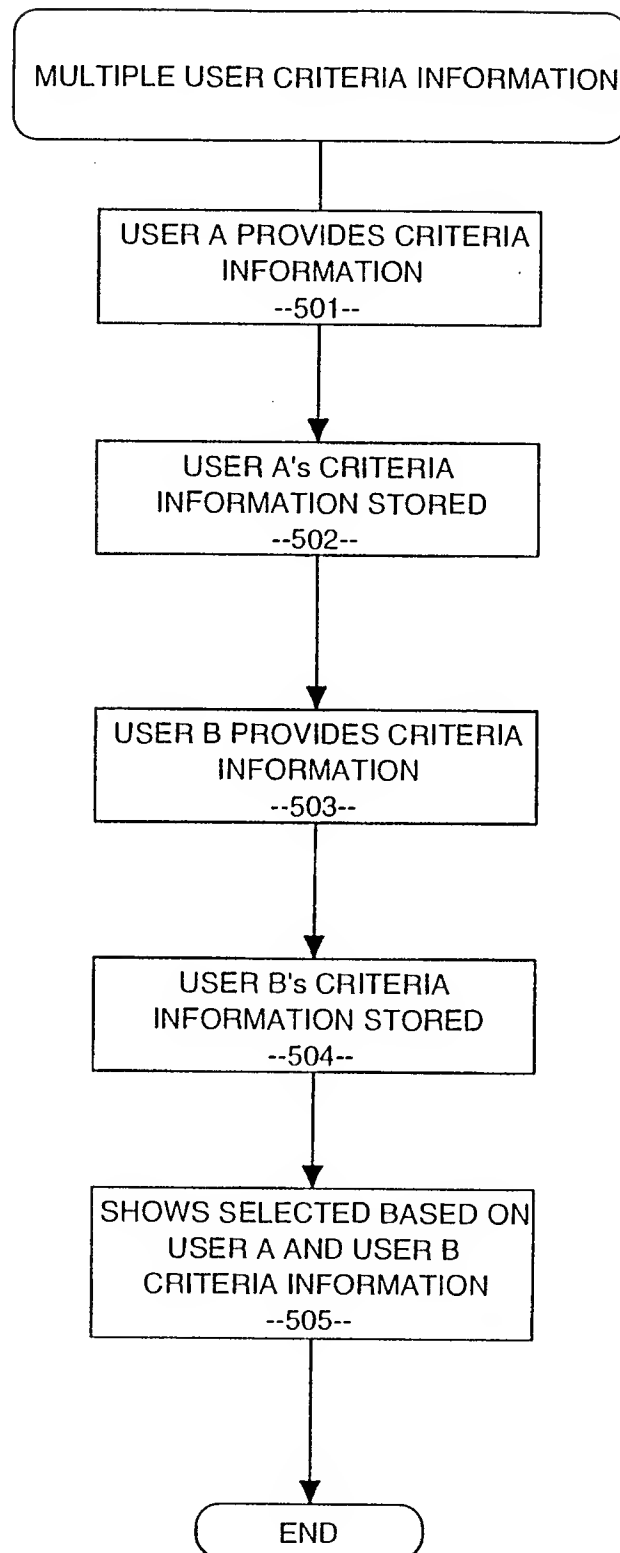 MULTIPLE USER CRITERIA INFORMATION
USER A PROVIDES CRITERIA
INFORMATION
--501--
USER A's CRITERIA
INFORMATION STORED
--502--
USER B PROVIDES CRITERIA
INFORMATION
--503--
USER B's CRITERIA
INFORMATION STORED
--504--
SHOWS SELECTED BASED ON
USER A AND USER B
CRITERIA INFORMATION
--505--
END